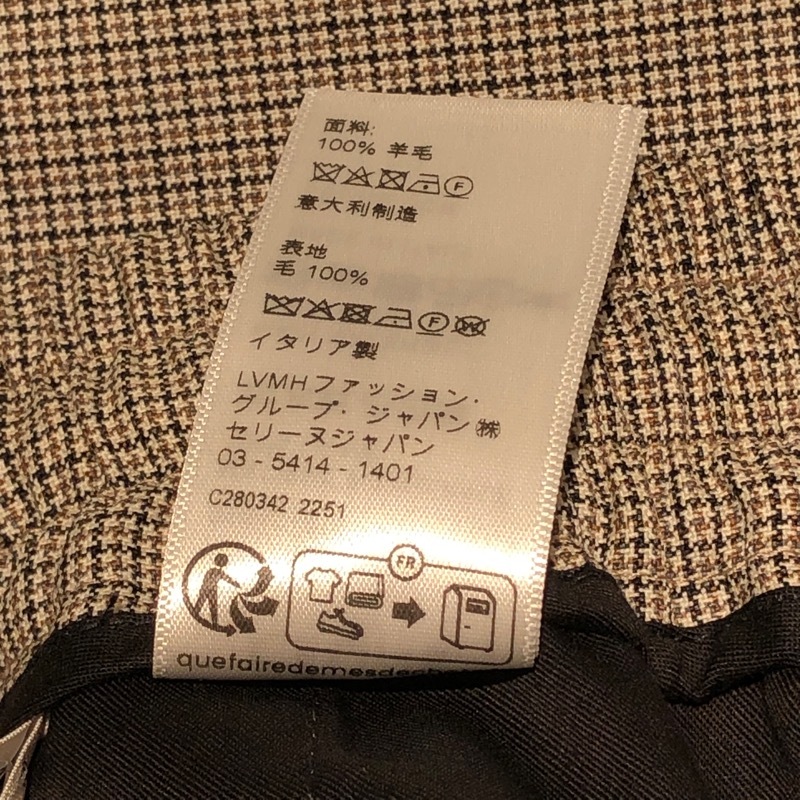 面料:
100% 羊毛
F
意大利制造
表地
毛 100%
F W
イタリア製
LVMHファッション・
グループ・ジャパン㈱
セリーヌジャパン
03 - 5414 - 1401
C280342 2251
FR